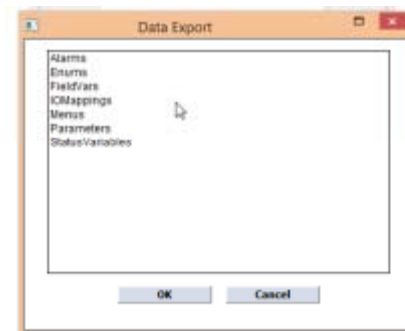 Data Export
Alarms
Enums
FieldVars
IOMappings
Menus
Parameters
StatusVariables
OK
Cancel